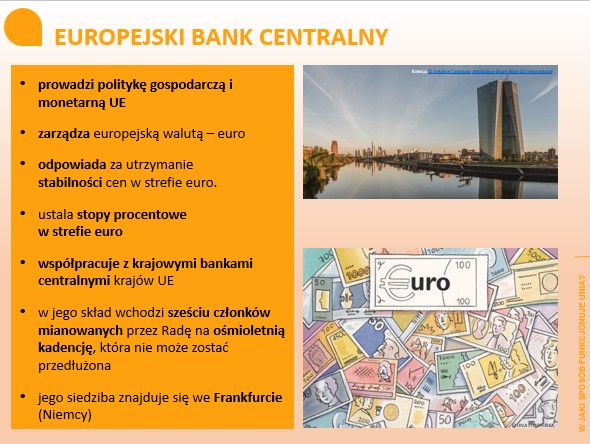 EUROPEJSKI BANK CENTRALNY
• prowadzi politykę gospodarczą i
monetarną UE
• zarządza europejską walutą – euro
• odpowiada za utrzymanie
stabilności cen w strefie euro.
• ustala stopy procentowe
w strefie euro
• współpracuje z krajowymi bankami
centralnymi krajów UE
• w jego skład wchodzi sześciu członków
mianowanych przez Radę na ośmioletnią
kadencję, która nie może zostać
przedłużona
• jego siedziba znajduje się we Frankfurcie
(Niemcy)
€uro
100
100
W JAKI SPOSÓB FUNKCJONUJE UNIA?